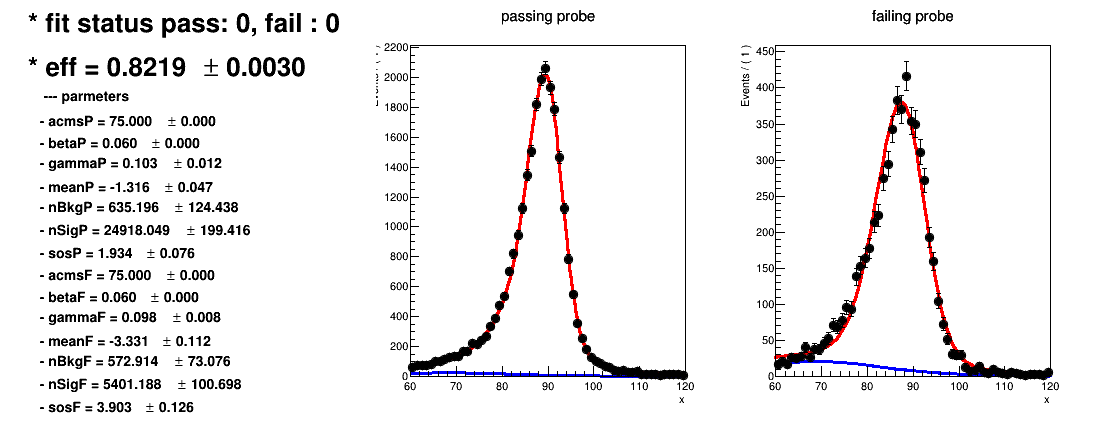 * fit status pass: 0, fail : 0
* eff = 0.8219 ± 0.0030
--- parmeters
- acmsP = 75.000 ± 0.000
- betaP = 0.060 ± 0.000
- gammaP = 0.103 ± 0.012
- meanP = -1.316 ± 0.047
- nBkgP = 635.196 ± 124.438
- nSigP = 24918.049 ± 199.416
- sosP = 1.934 ± 0.076
- acmsF = 75.000 ± 0.000
- betaF = 0.060 ± 0.000
- gammaF = 0.098 ± 0.008
- meanF = -3.331 ± 0.112
- nBkgF = 572.914 ± 73.076
- nSigF = 5401.188 ± 100.698
- sosF = 3.903 ± 0.126
passing probe
2200
2000
1800
1600
1400
1200
1000
800
600
400
200
0
60 70 80 90 100 110 120
x
failing probe
Events / ( 1 )
450
400
350
300
250
200
150
100
50
0
60 70 80 90 100 110 120
x